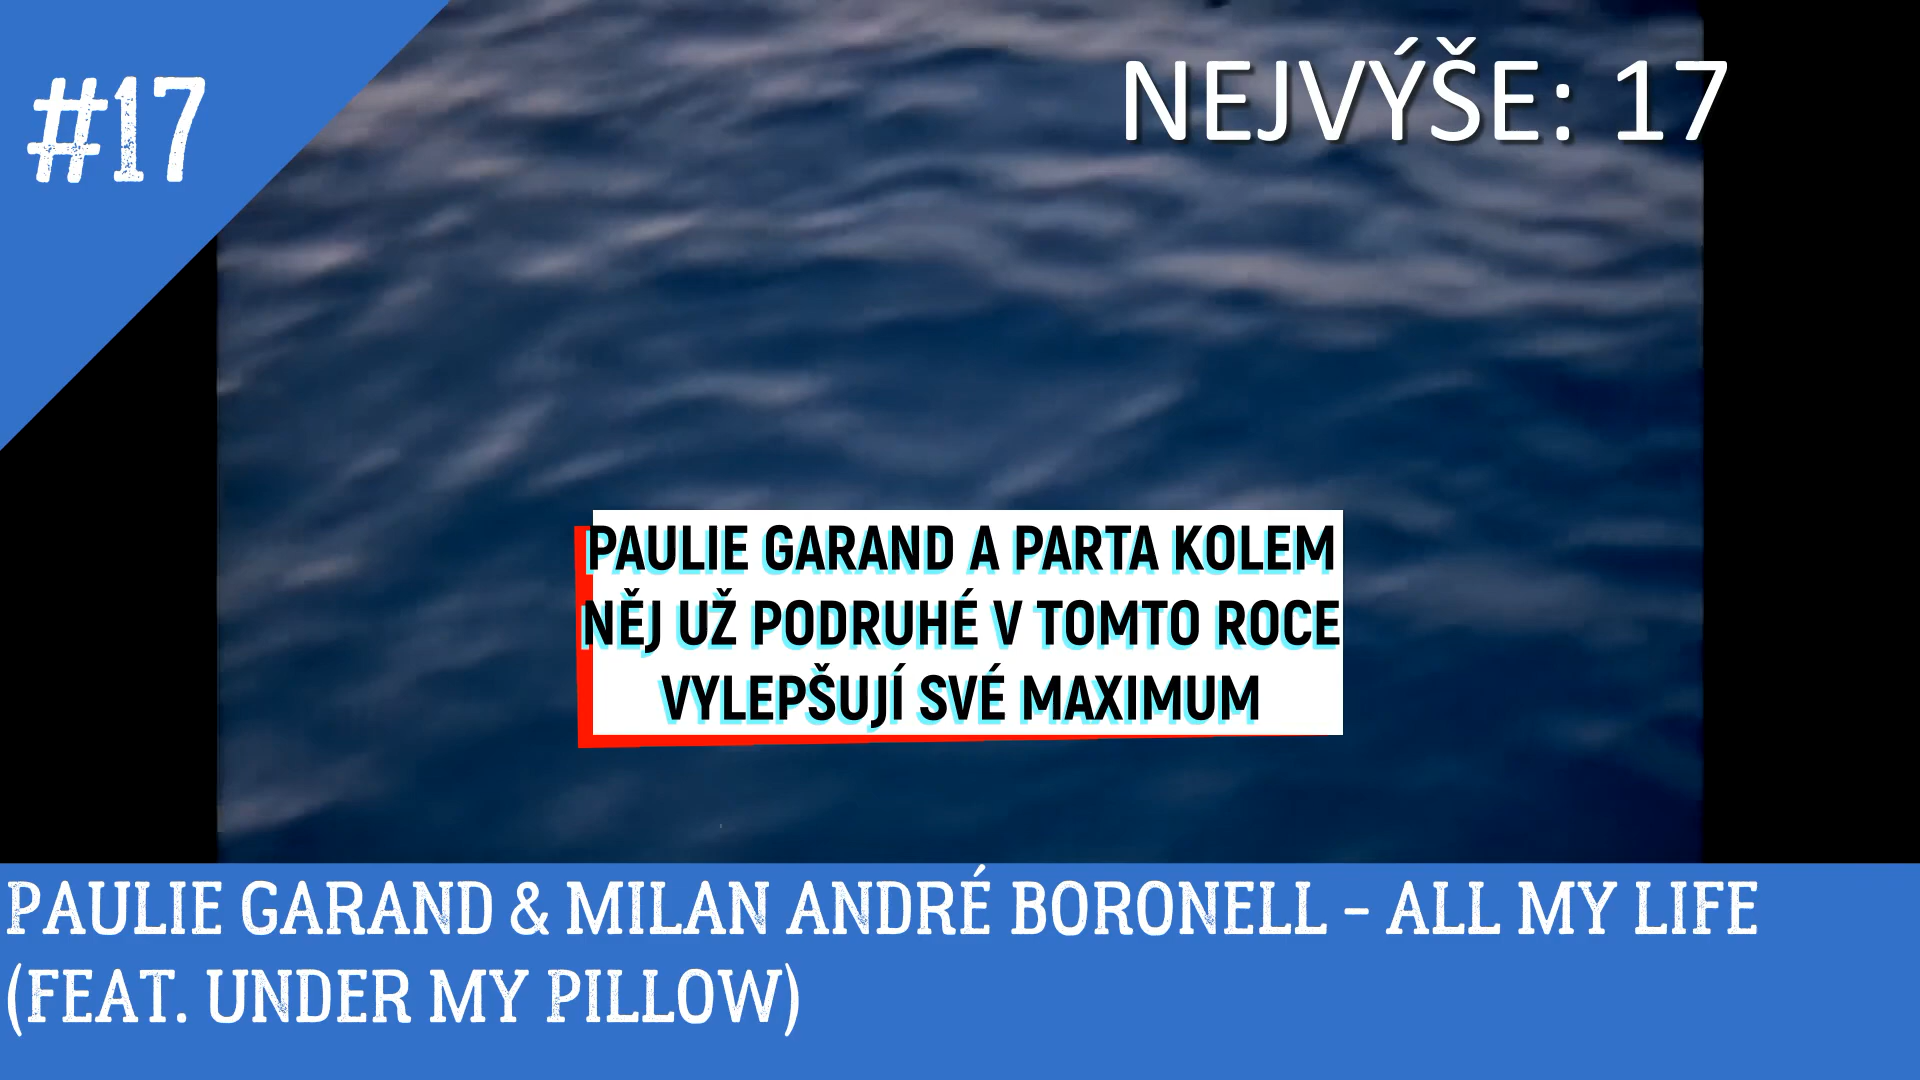 #17
NEJVÝŠE: 17
PAULIE GARAND A PARTA KOLEM
NĚJ UŽ PODRUHÉ V TOMTO ROCE
VYLEPŠUJÍ SVÉ MAXIMUM
PAULIE GARAND & MILAN ANDRÉ BORONELL - ALL MY LIFE
(FEAT. UNDER MY PILLOW)